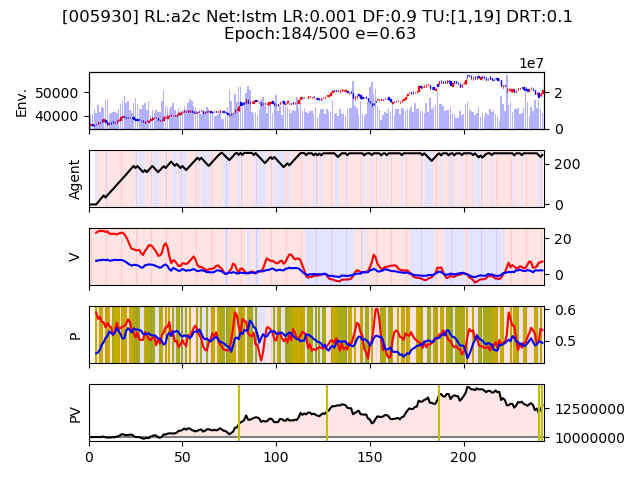 [005930] RL:a2c Net:lstm LR:0.001 DF:0.9 TU:[1,19] DRT:0.1
Epoch:184/500 e=0.63
1e7
Env.
50000
40000
2
0
Agent
200
0
V
20
0
P
0.6
0.5
PV
12500000
10000000
0 50 100 150 200